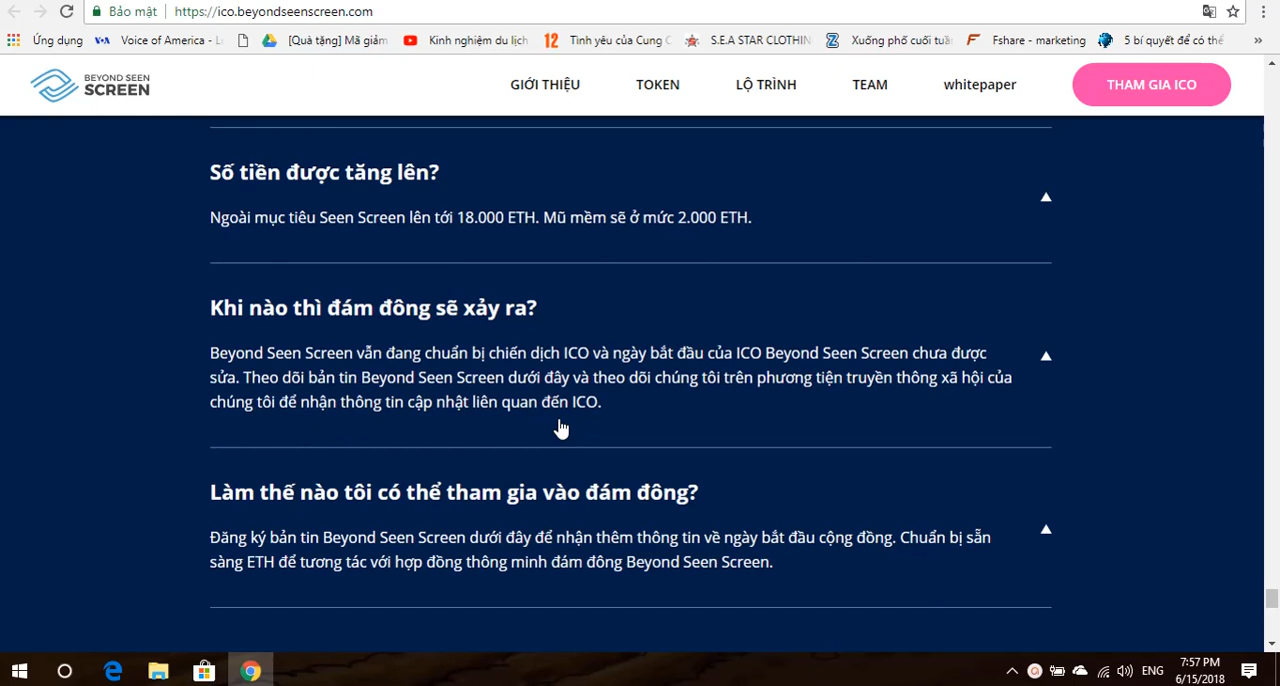 Bảo mật
https://ico.beyondseenscreen.com
Ứng dụng
VOA
Voice of America - L
[Quà tặng] Mã giảm
Kinh nghiệm du lịch
12
Tình yêu của Cung
S.E.A STAR CLOTHIN
Z
Xuống phố cuối tuần
Fshare - marketing
5 bí quyết để có thể
»
BEYOND SEEN
SCREEN
GIỚI THIỆU
TOKEN
LỘ TRÌNH
TEAM
whitepaper
THAM GIA ICO
Số tiền được tăng lên?
Ngoài mục tiêu Seen Screen lên tới 18.000 ETH. Mũ mềm sẽ ở mức 2.000 ETH.
Khi nào thì đám đông sẽ xảy ra?
Beyond Seen Screen vẫn đang chuẩn bị chiến dịch ICO và ngày bắt đầu của ICO Beyond Seen Screen chưa được
sửa. Theo dõi bản tin Beyond Seen Screen dưới đây và theo dõi chúng tôi trên phương tiện truyền thông xã hội của
chúng tôi để nhận thông tin cập nhật liên quan đến ICO.
Làm thế nào tôi có thể tham gia vào đám đông?
Đăng ký bản tin Beyond Seen Screen dưới đây để nhận thêm thông tin về ngày bắt đầu cộng đồng. Chuẩn bị sẵn
sàng ETH để tương tác với hợp đồng thông minh đám đông Beyond Seen Screen.
ENG
7:57 PM
6/15/2018